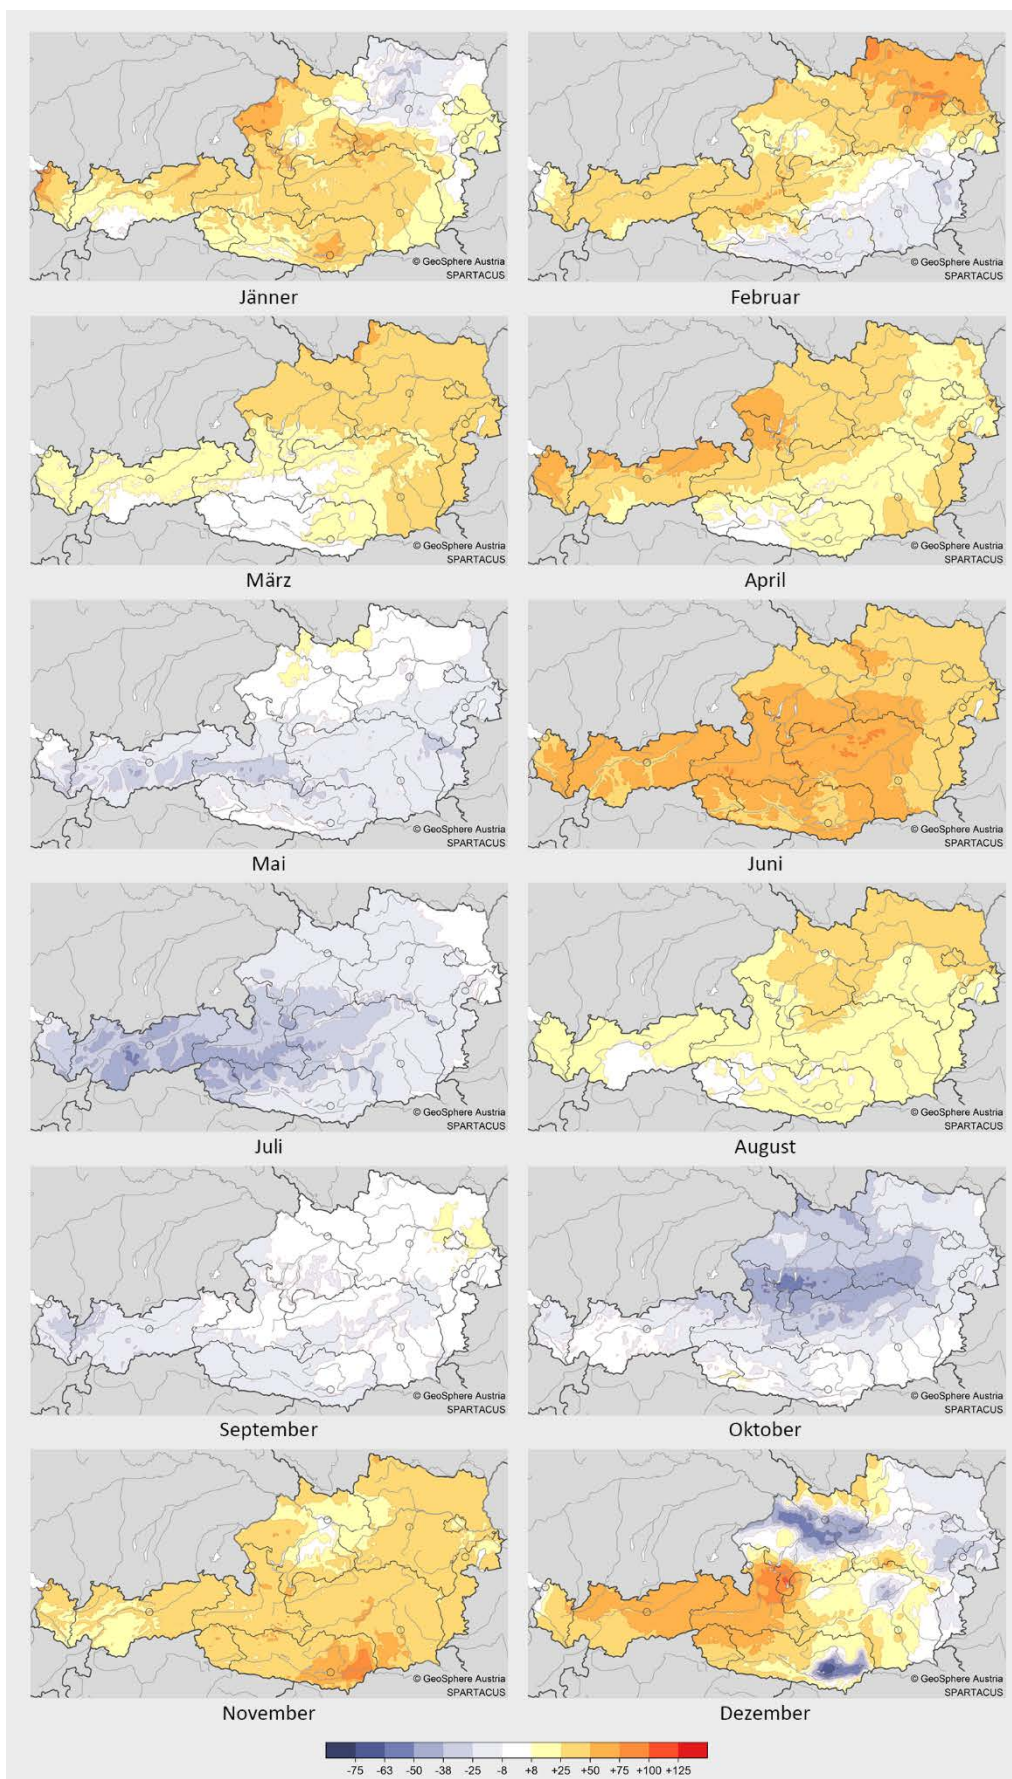 © GeoSphere Austria
SPARTACUS
Jänner
© GeoSphere Austria
SPARTACUS
Februar
© GeoSphere Austria
SPARTACUS
März
© GeoSphere Austria
SPARTACUS
April
© GeoSphere Austria
SPARTACUS
Mai
© GeoSphere Austria
SPARTACUS
Juni
© GeoSphere Austria
SPARTACUS
Juli
© GeoSphere Austria
SPARTACUS
August
© GeoSphere Austria
SPARTACUS
September
© GeoSphere Austria
SPARTACUS
Oktober
© GeoSphere Austria
SPARTACUS
November
© GeoSphere Austria
SPARTACUS
Dezember
-75 -63 -50 -38 -25 -8 +8 +25 +50 +75 +100 +125